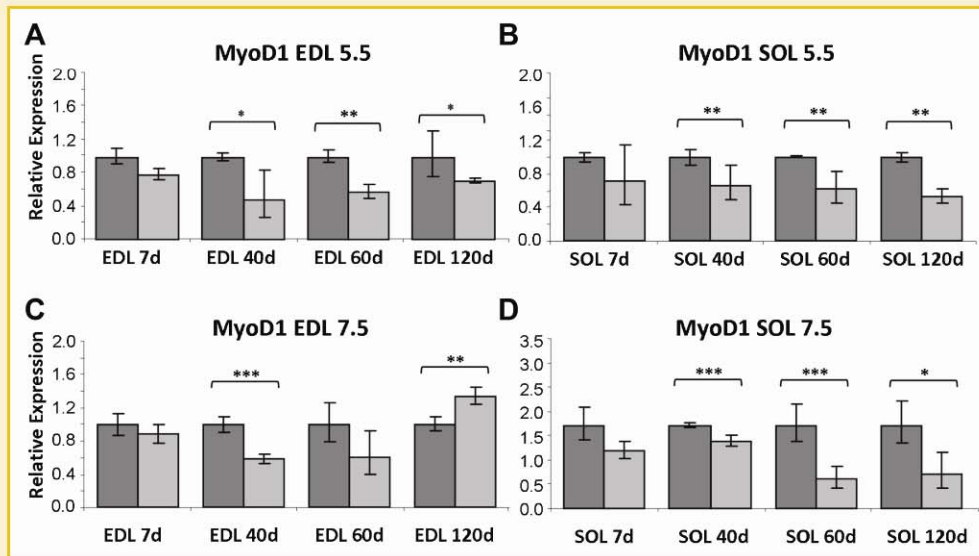 A
MyoD1 EDL 5.5
Relative Expression
2.0
1.6
1.2
0.8
0.4
0.0
*
**
*
EDL 7d EDL 40d EDL 60d EDL 120d
B
MyoD1 SOL 5.5
2.0
1.6
1.2
0.8
0.4
0.0
**
**
**
SOL 7d SOL 40d SOL 60d SOL 120d
C
MyoD1 EDL 7.5
Relative Expression
2.0
1.6
1.2
0.8
0.4
0.0
***
**
EDL 7d EDL 40d EDL 60d EDL 120d
D
MyoD1 SOL 7.5
3.5
3.0
2.5
2.0
1.5
1.0
0.5
0.0
***
***
*
SOL 7d SOL 40d SOL 60d SOL 120d